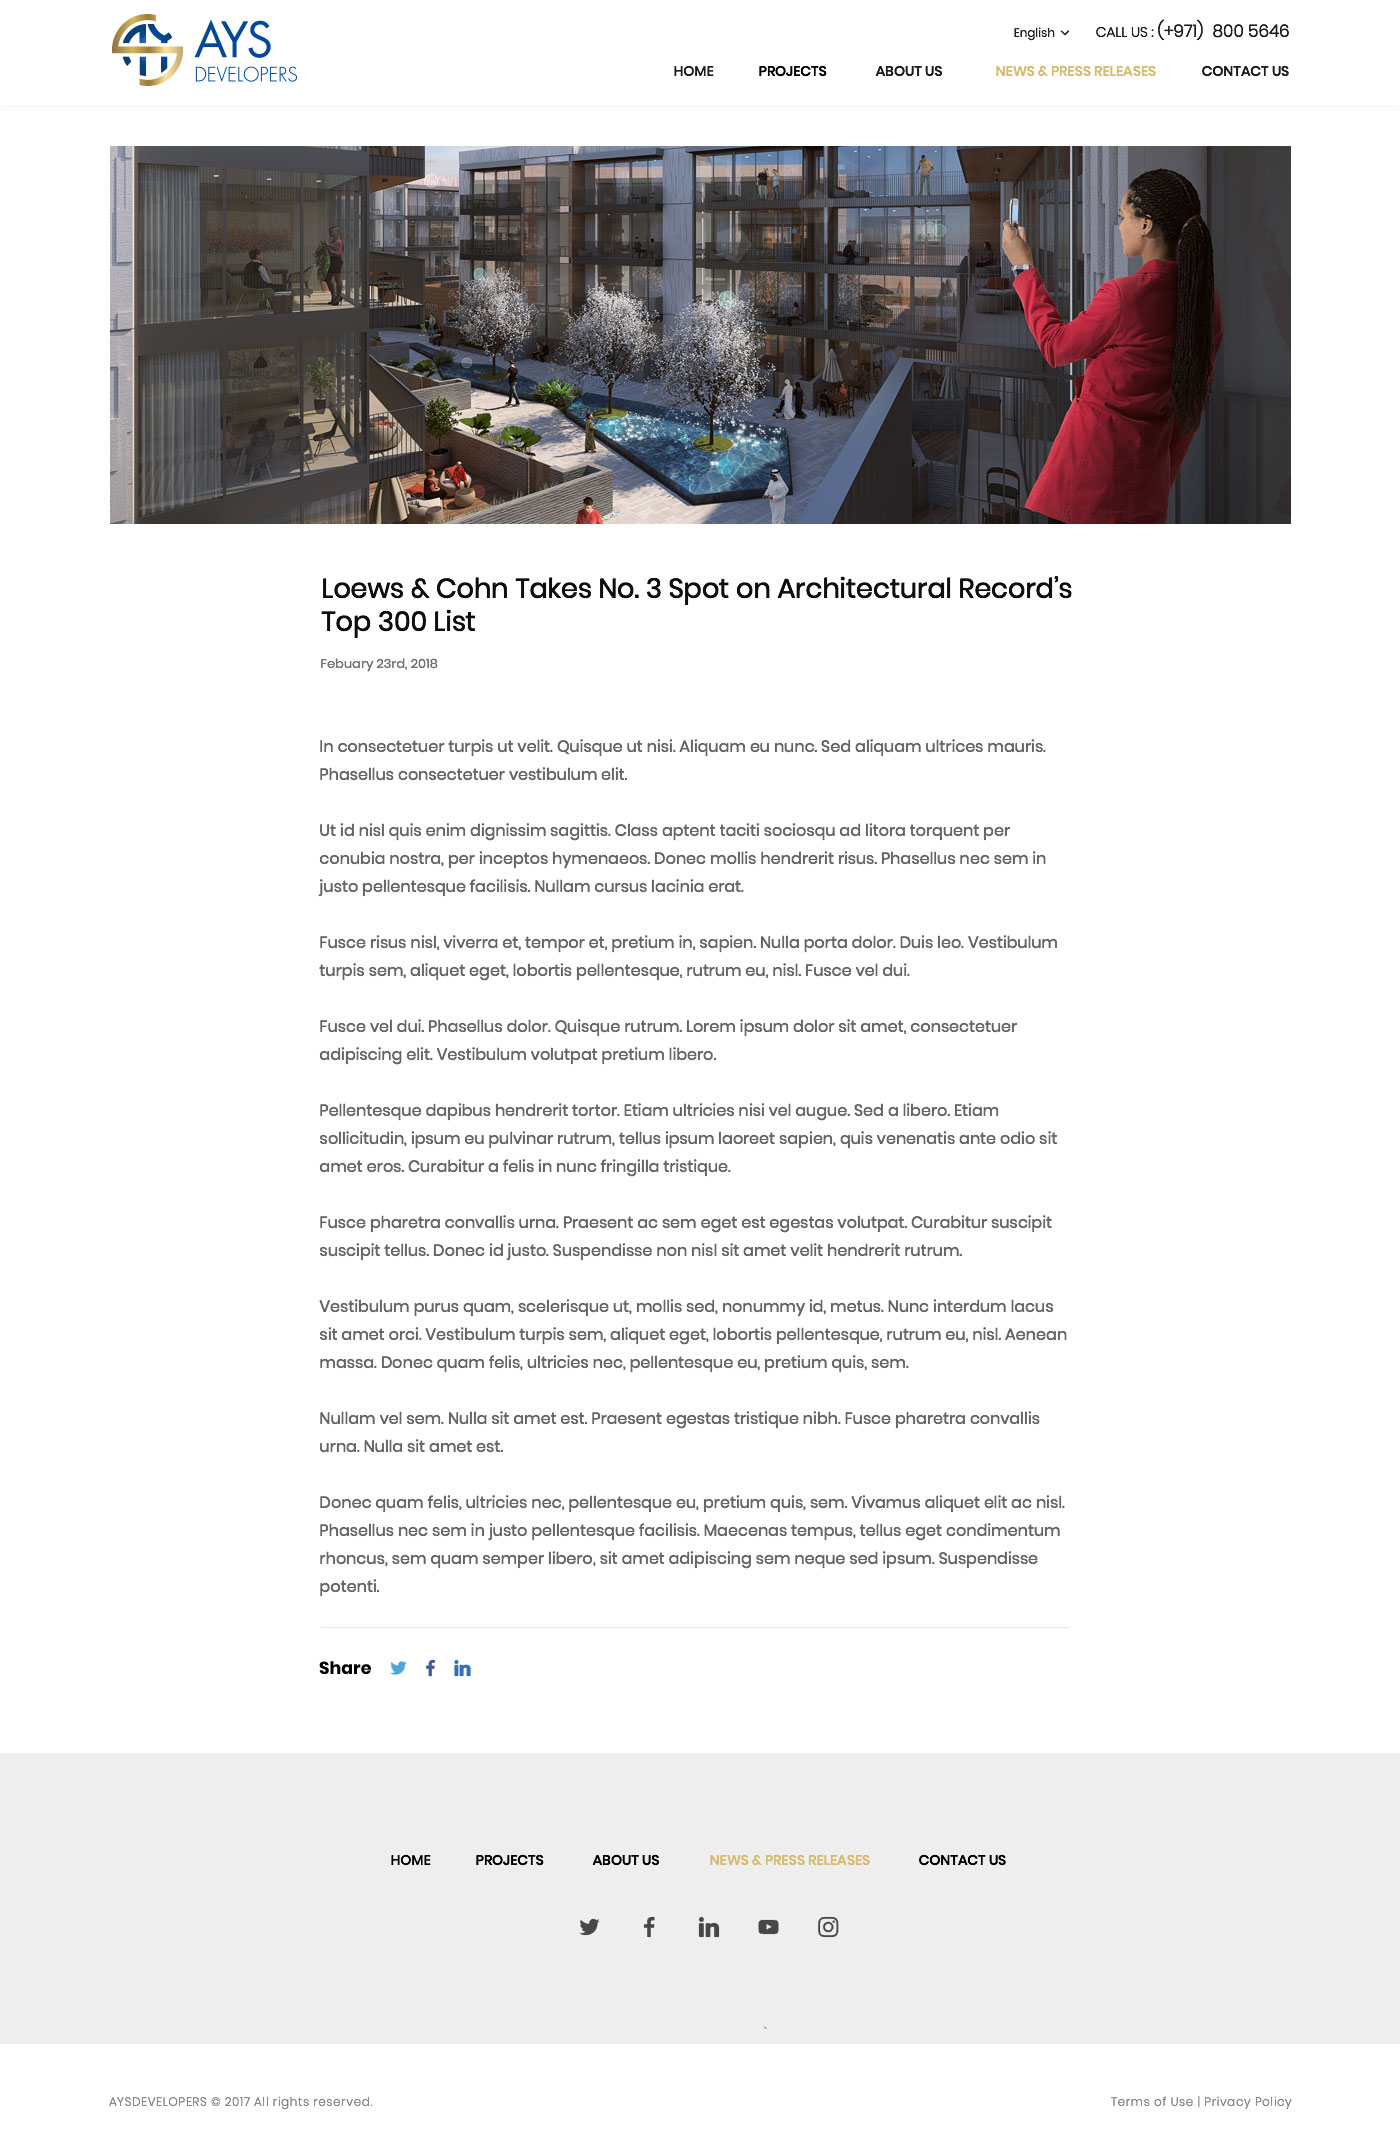 AYS
DEVELOPERS
English
CALL US : (+971) 800 5646
HOME PROJECTS ABOUT US NEWS & PRESS RELEASES CONTACT US
Loews & Cohn Takes No. 3 Spot on Architectural Record's
Top 300 List
Febuary 23rd, 2018
In consectetuer turpis ut velit. Quisque ut nisi. Aliquam eu nunc. Sed aliquam ultrices mauris.
Phasellus consectetuer vestibulum elit.
Ut id nisl quis enim dignissim sagittis. Class aptent taciti sociosqu ad litora torquent per
conubia nostra, per inceptos hymenaeos. Donec mollis hendrerit risus. Phasellus nec sem in
justo pellentesque facilisis. Nullam cursus lacinia erat.
Fusce risus nisl, viverra et, tempor et, pretium in, sapien. Nulla porta dolor. Duis leo. Vestibulum
turpis sem, aliquet eget, lobortis pellentesque, rutrum eu, nisl. Fusce vel dui.
Fusce vel dui. Phasellus dolor. Quisque rutrum. Lorem ipsum dolor sit amet, consectetuer
adipiscing elit. Vestibulum volutpat pretium libero.
Pellentesque dapibus hendrerit tortor. Etiam ultricies nisi vel augue. Sed a libero. Etiam
sollicitudin, ipsum eu pulvinar rutrum, tellus ipsum laoreet sapien, quis venenatis ante odio sit
amet eros. Curabitur a felis in nunc fringilla tristique.
Fusce pharetra convallis urna. Praesent ac sem eget est egestas volutpat. Curabitur suscipit
suscipit tellus. Donec id justo. Suspendisse non nisl sit amet velit hendrerit rutrum.
Vestibulum purus quam, scelerisque ut, mollis sed, nonummy id, metus. Nunc interdum lacus
sit amet orci. Vestibulum turpis sem, aliquet eget, lobortis pellentesque, rutrum eu, nisl. Aenean
massa. Donec quam felis, ultricies nec, pellentesque eu, pretium quis, sem.
Nullam vel sem. Nulla sit amet est. Praesent egestas tristique nibh. Fusce pharetra convallis
urna. Nulla sit amet est.
Donec quam felis, ultricies nec, pellentesque eu, pretium quis, sem. Vivamus aliquet elit ac nisl.
Phasellus nec sem in justo pellentesque facilisis. Maecenas tempus, tellus eget condimentum
rhoncus, sem quam semper libero, sit amet adipiscing sem neque sed ipsum. Suspendisse
potenti.
Share
HOME PROJECTS ABOUT US NEWS & PRESS RELEASES CONTACT US
`
AYSDEVELOPERS © 2017 All rights reserved.
Terms of Use | Privacy Policy